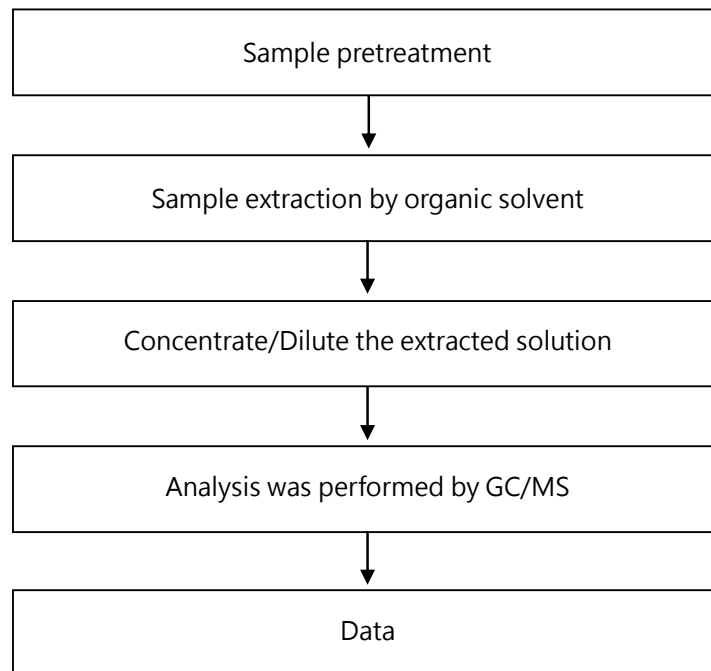 Sample pretreatment
Sample extraction by organic solvent
Concentrate/Dilute the extracted solution
Analysis was performed by GC/MS
Data